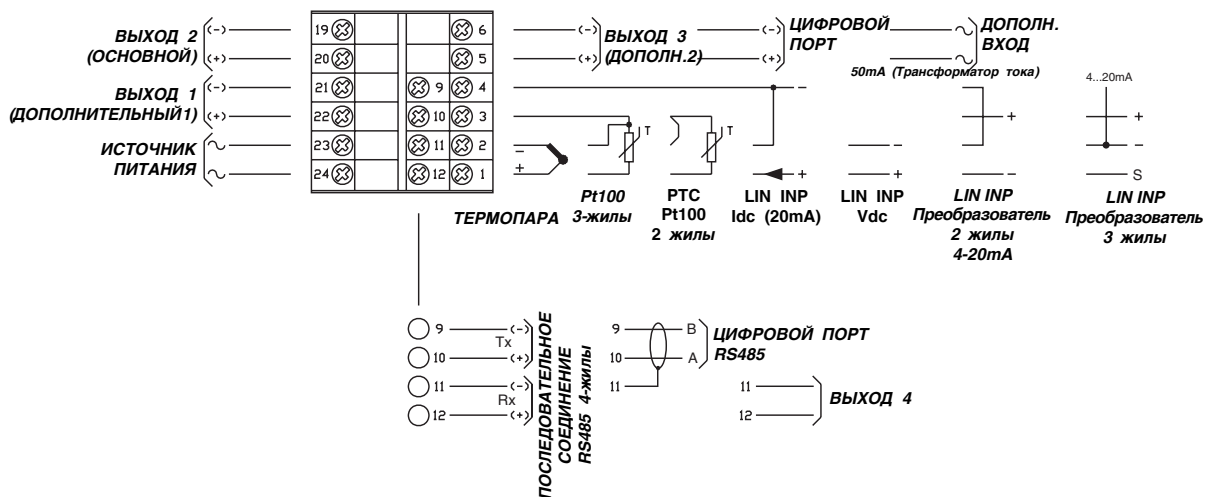 ВЫХОД 2
(ОСНОВНОЙ)
(-)
(+)
ВЫХОД 1
(ДОПОЛНИТЕЛЬНЫЙ1)
(-)
(+)
ИСТОЧНИК
ПИТАНИЯ
19
20
21
22
23
24
9
10
11
12
6
5
4
3
2
1
(-)
(+)
ВЫХОД 3
(ДОПОЛН.2)
(-)
(+)
ЦИФРОВОЙ
ПОРТ
ДОПОЛН.
ВХОД
50mA (Трансформатор тока)
-
+
ТЕРМОПАРА
T
Pt100
3-жилы
T
PTC
Pt100
2 жилы
-
+
LIN INP
Idc (20mA)
-
+
LIN INP
Vdc
+
-
LIN INP
Преобразователь
2 жилы
4-20mA
4...20mA
+
-
S
LIN INP
Преобразователь
3 жилы
9
10
11
12
Tx
Rx
(-)
(+)
(-)
(+)
ПОСЛЕДОВАТЕЛЬНОЕ
СОЕДИНЕНИЕ
RS485 4-жилы
9
10
11
B
A
ЦИФРОВОЙ ПОРТ
RS485
11
12
ВЫХОД 4